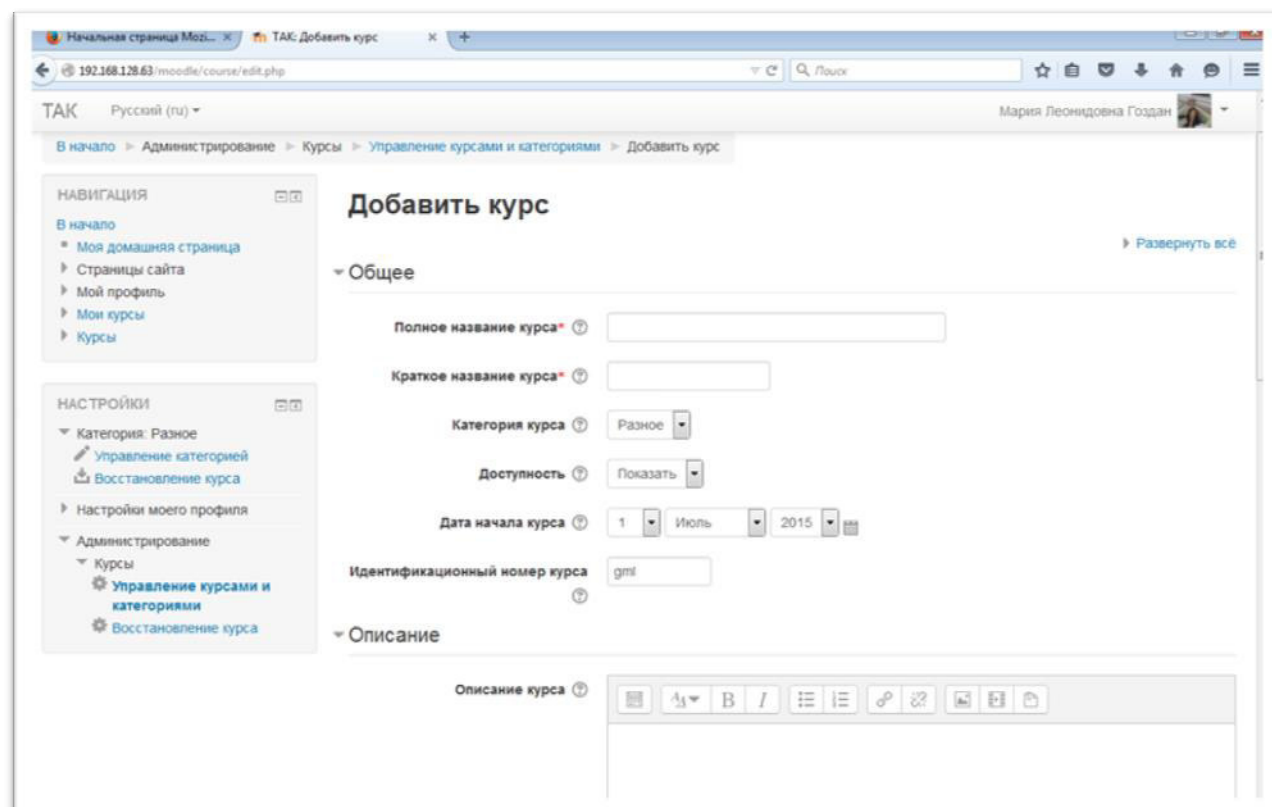 Начальная страница Mozi... × ТАК: Добавить курс × +
192.168.128.63/moodle/course/edit.php Поиск
ТАК Русский (ru) Мария Леонидовна Гоздан
В начало Администрирование Курсы Управление курсами и категориями Добавить курс
НАВИГАЦИЯ
В начало
Моя домашняя страница
Страницы сайта
Мой профиль
Мои курсы
Курсы
НАСТРОЙКИ
Категория: Разное
Управление категорией
Восстановление курса
Настройки моего профиля
Администрирование
Курсы
Управление курсами и
категориями
Восстановление курса
Добавить курс
Развернуть всё
Общее
Полное название курса*
Краткое название курса*
Категория курса Разное
Доступность Показать
Дата начала курса 1 Июль 2015
Идентификационный номер курса gml
Описание
Описание курса
B I